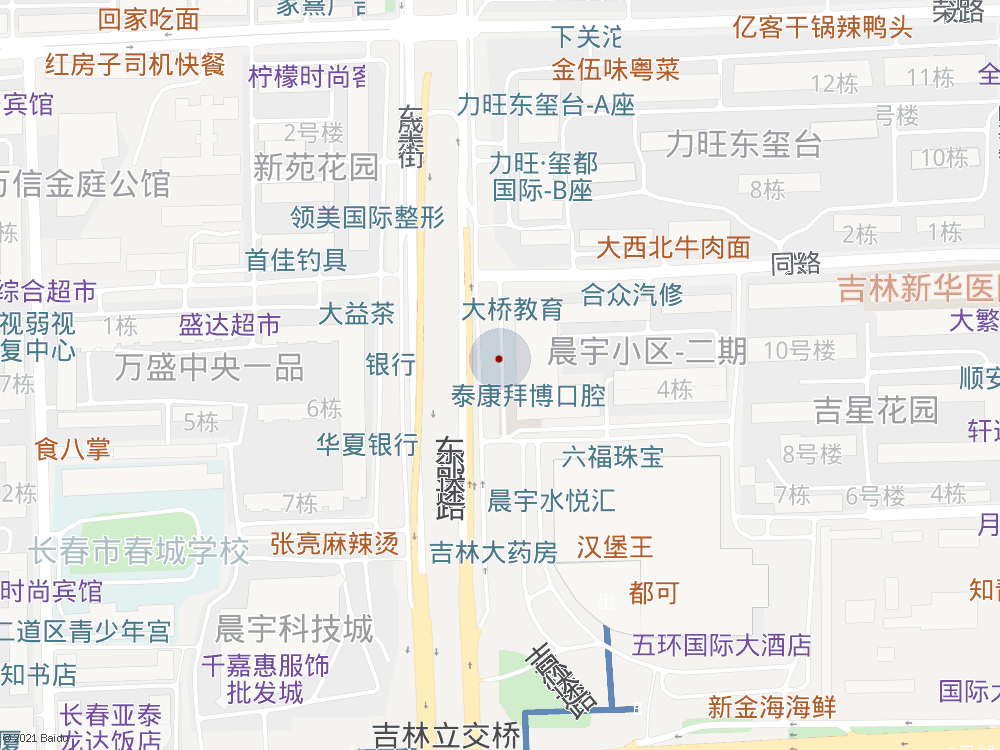 回家吃面
荣路
亿客干锅辣鸭头
下关沱
红房子司机快餐
柠檬时尚客
金伍味粤菜
12栋
11栋
全
宾馆
东盛大街
力旺东玺台-A座
号楼
2号楼
力旺东玺台
新苑花园
力旺·玺都
国际-B座
10栋
8栋
万信金庭公馆
领美国际整形
栋
2栋
1栋
首佳钓具
大西北牛肉面
同路
综合超市
合众汽修
吉林新华医
大桥教育
大益茶
视弱视
复中心
1栋
盛达超市
大繁
晨宇小区-二期
10号楼
万盛中央一品
银行
7栋
泰康拜博口腔
4栋
顺安
吉星花园
6栋
5栋
食八掌
华夏银行
六福珠宝
8号楼
2栋
7栋
晨宇水悦汇
7栋
6号楼
4栋
长春市春城学校
张亮麻辣烫
吉林大药房
汉堡王
月
时尚宾馆
都可
出
二道区青少年宫
晨宇科技城
五环国际大酒店
知书店
千嘉惠服饰
批发城
国际大
新金海海鲜
长春亚泰
龙达饭店
吉林立交桥
© 2021 Baidu